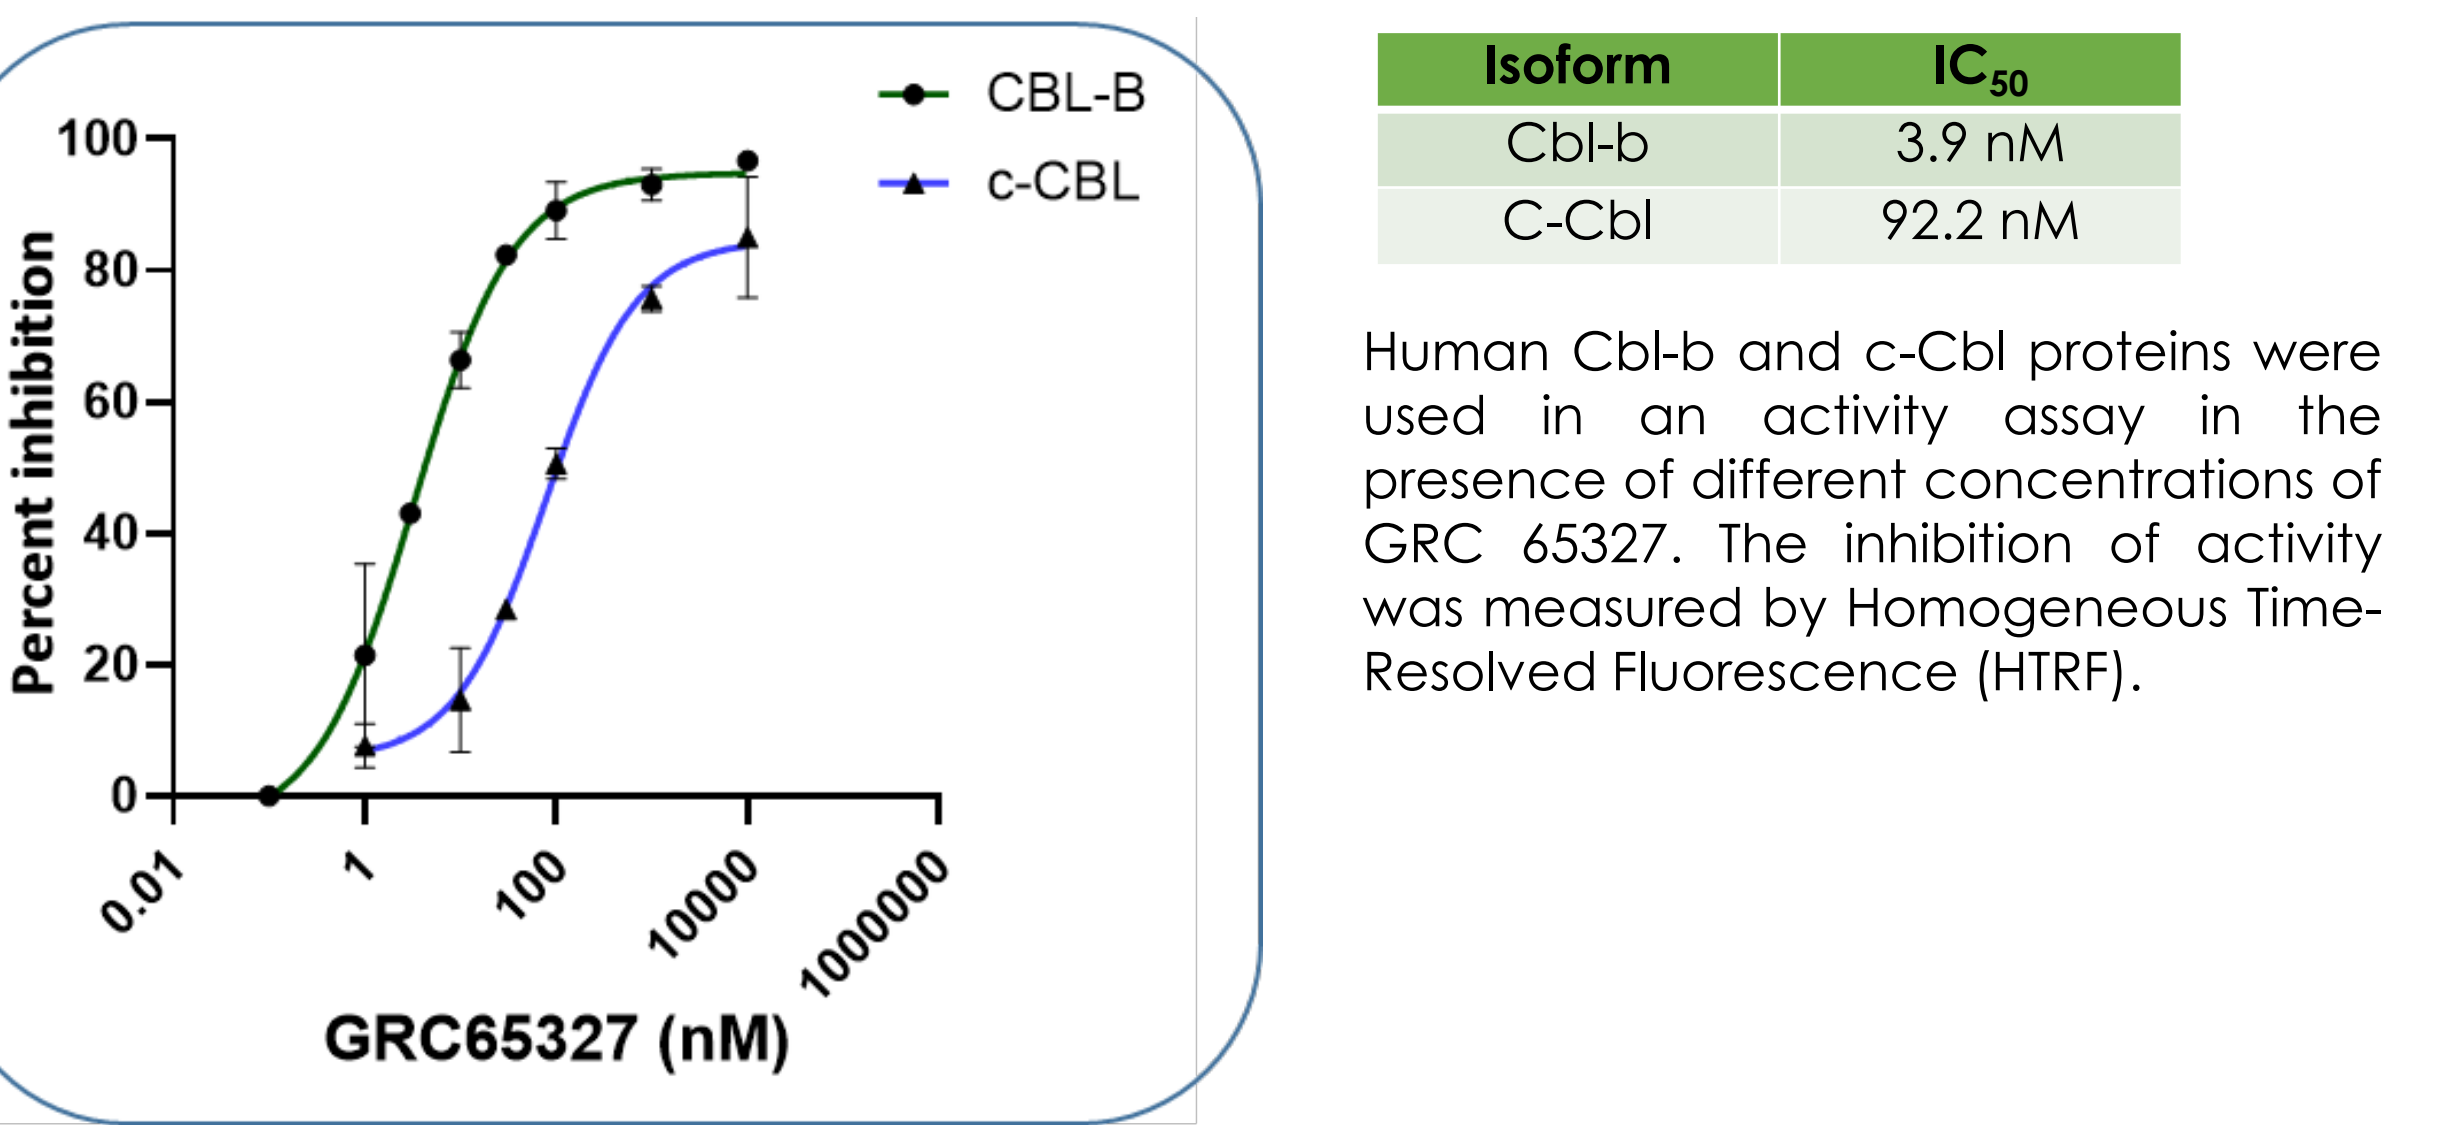 CBL-B
c-CBL
100
80
60
40
20
0
Percent inhibition
0.01
1
100
10000
1000000
GRC65327 (nM)
Isoform IC50
Cbl-b 3.9 nM
C-Cbl 92.2 nM
Human Cbl-b and c-Cbl proteins were
used in an activity assay in the
presence of different concentrations of
GRC 65327. The inhibition of activity
was measured by Homogeneous Time-
Resolved Fluorescence (HTRF).